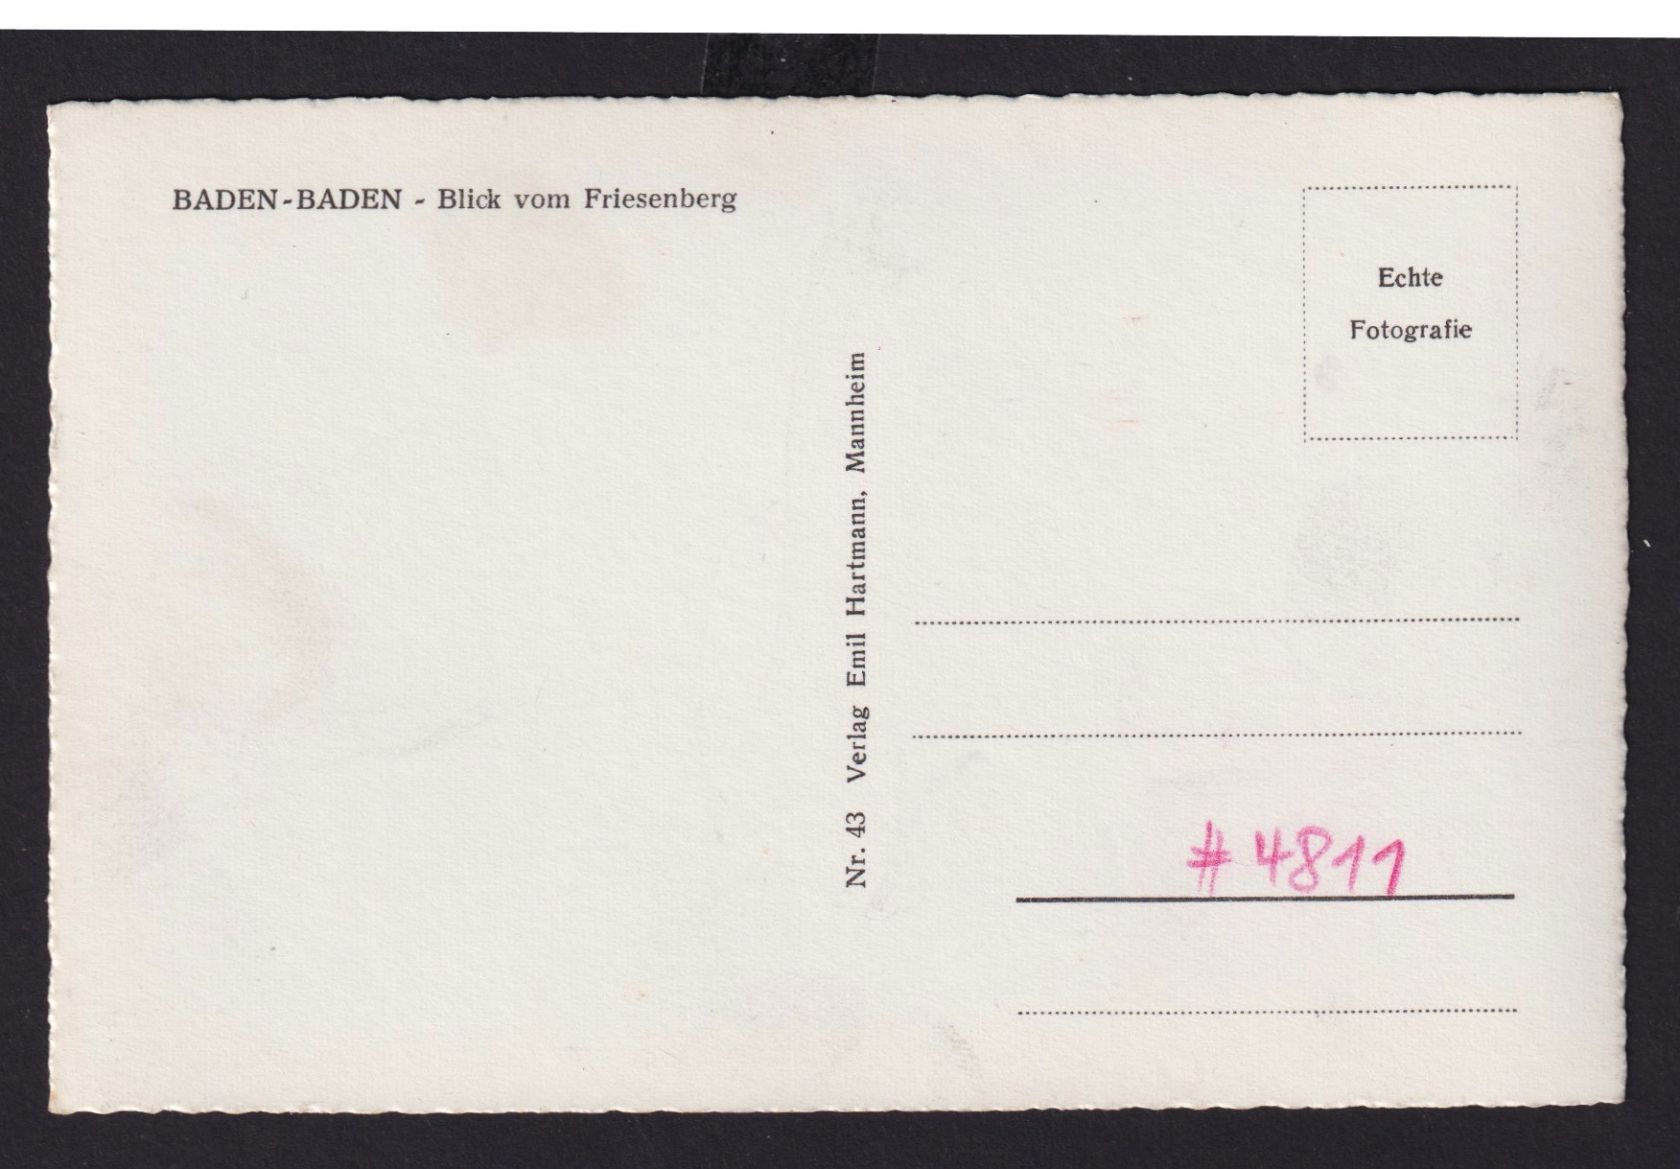 BADEN-BADEN - Blick vom Friesenberg
Nr. 43 Verlag Emil Hartmann, Mannheim
Echte
Fotografie
# 4811